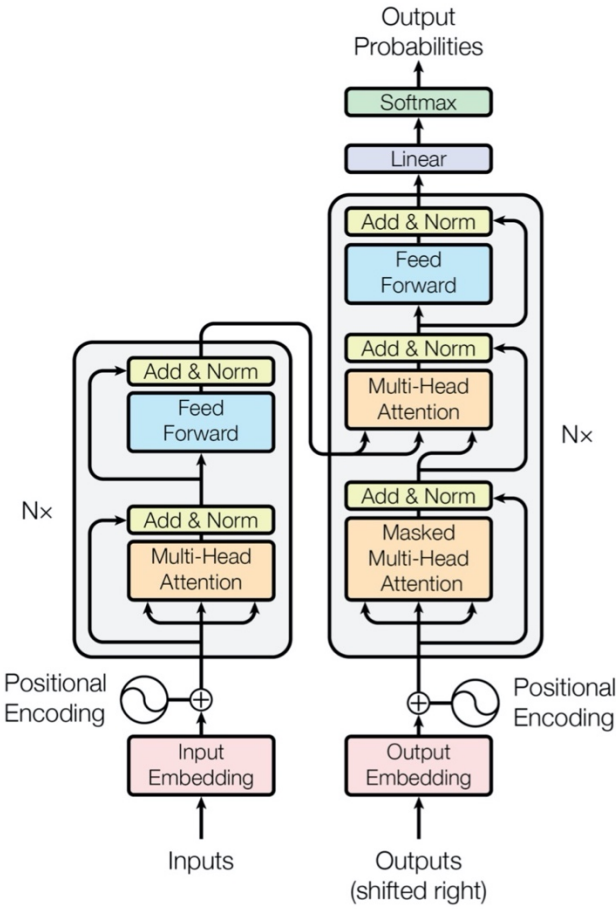 Output
Probabilities
Softmax
Linear
Add & Norm
Feed
Forward
Add & Norm
Multi-Head
Attention
Add & Norm
Masked
Multi-Head
Attention
Nx
Add & Norm
Feed
Forward
Add & Norm
Multi-Head
Attention
N×
Positional
Encoding
Positional
Encoding
Input
Embedding
Output
Embedding
Inputs
Outputs
(shifted right)